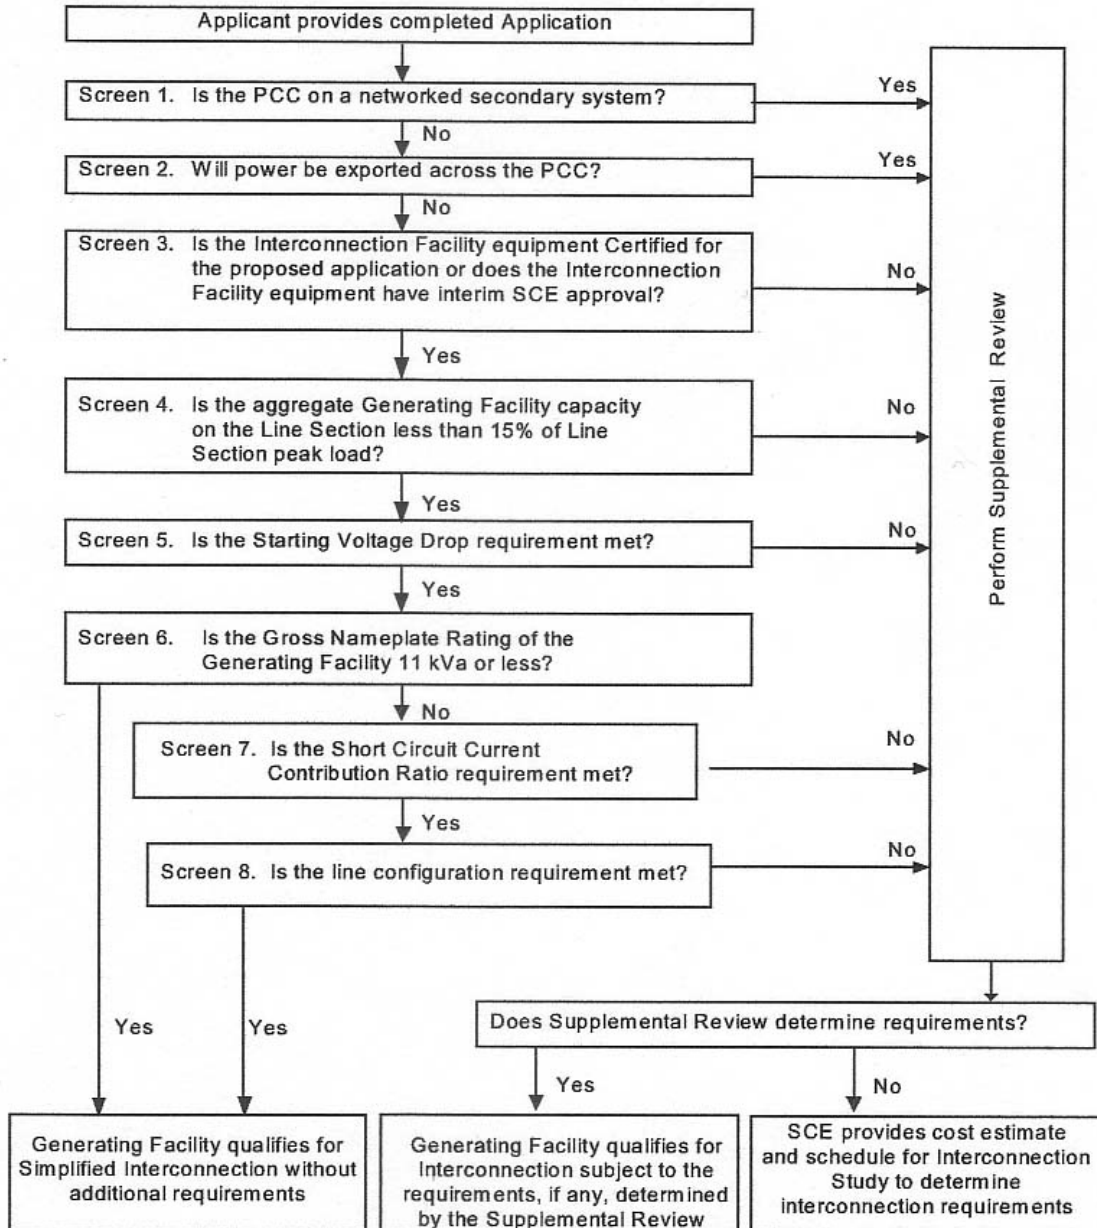 Applicant provides completed Application
Screen 1. Is the PCC on a networked secondary system?
Yes
No
Screen 2. Will power be exported across the PCC?
Yes
No
Screen 3. Is the Interconnection Facility equipment Certified for
the proposed application or does the Interconnection
Facility equipment have interim SCE approval?
No
Yes
Screen 4. Is the aggregate Generating Facility capacity
on the Line Section less than 15% of Line
Section peak load?
No
Yes
Screen 5. Is the Starting Voltage Drop requirement met?
No
Yes
Screen 6. Is the Gross Nameplate Rating of the
Generating Facility 11 kVa or less?
No
Screen 7. Is the Short Circuit Current
Contribution Ratio requirement met?
No
Yes
Screen 8. Is the line configuration requirement met?
No
Perform Supplemental Review
Yes
Yes
Does Supplemental Review determine requirements?
Yes
No
Generating Facility qualifies for
Simplified Interconnection without
additional requirements
Generating Facility qualifies for
Interconnection subject to the
requirements, if any, determined
by the Supplemental Review
SCE provides cost estimate
and schedule for Interconnection
Study to determine
interconnection requirements